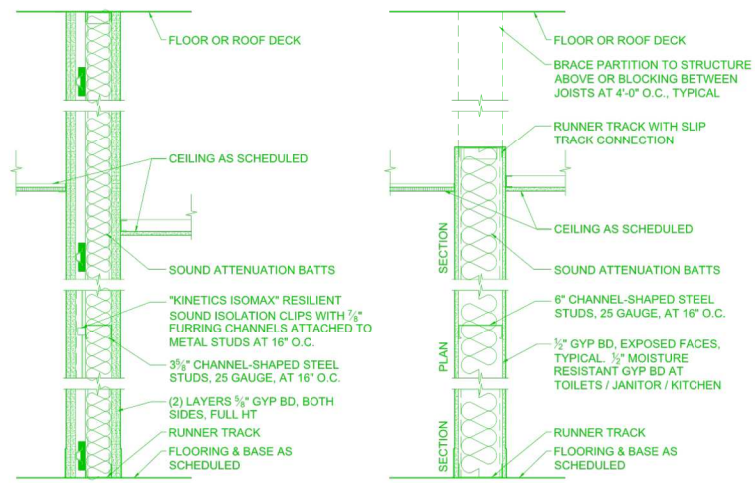 FLOOR OR ROOF DECK
CEILING AS SCHEDULED
SOUND ATTENUATION BATTS
"KINETICS ISOMAX" RESILIENT
SOUND ISOLATION CLIPS WITH ⅞"
FURRING CHANNELS ATTACHED TO
METAL STUDS AT 16" O.C.
3⅝" CHANNEL-SHAPED STEEL
STUDS, 25 GAUGE, AT 16" O.C.
(2) LAYERS ⅝" GYP BD, BOTH
SIDES, FULL HT
RUNNER TRACK
FLOORING & BASE AS
SCHEDULED
FLOOR OR ROOF DECK
BRACE PARTITION TO STRUCTURE
ABOVE OR BLOCKING BETWEEN
JOISTS AT 4'-0" O.C., TYPICAL
RUNNER TRACK WITH SLIP
TRACK CONNECTION
CEILING AS SCHEDULED
SECTION
SOUND ATTENUATION BATTS
6" CHANNEL-SHAPED STEEL
STUDS, 25 GAUGE, AT 16" O.C.
PLAN
½" GYP BD, EXPOSED FACES,
TYPICAL. ½" MOISTURE
RESISTANT GYP BD AT
TOILETS / JANITOR / KITCHEN
SECTION
RUNNER TRACK
FLOORING & BASE AS
SCHEDULED